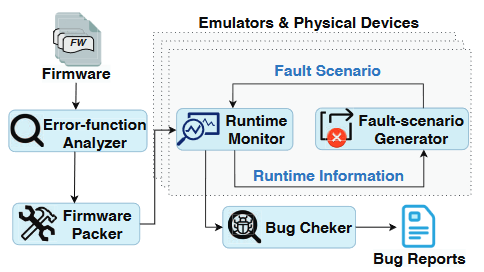 Emulators & Physical Devices
FW
Firmware
Fault Scenario
Error-function
Analyzer
Runtime
Monitor
Fault-scenario
Generator
Runtime Information
Firmware
Packer
Bug Cheker
Bug Reports